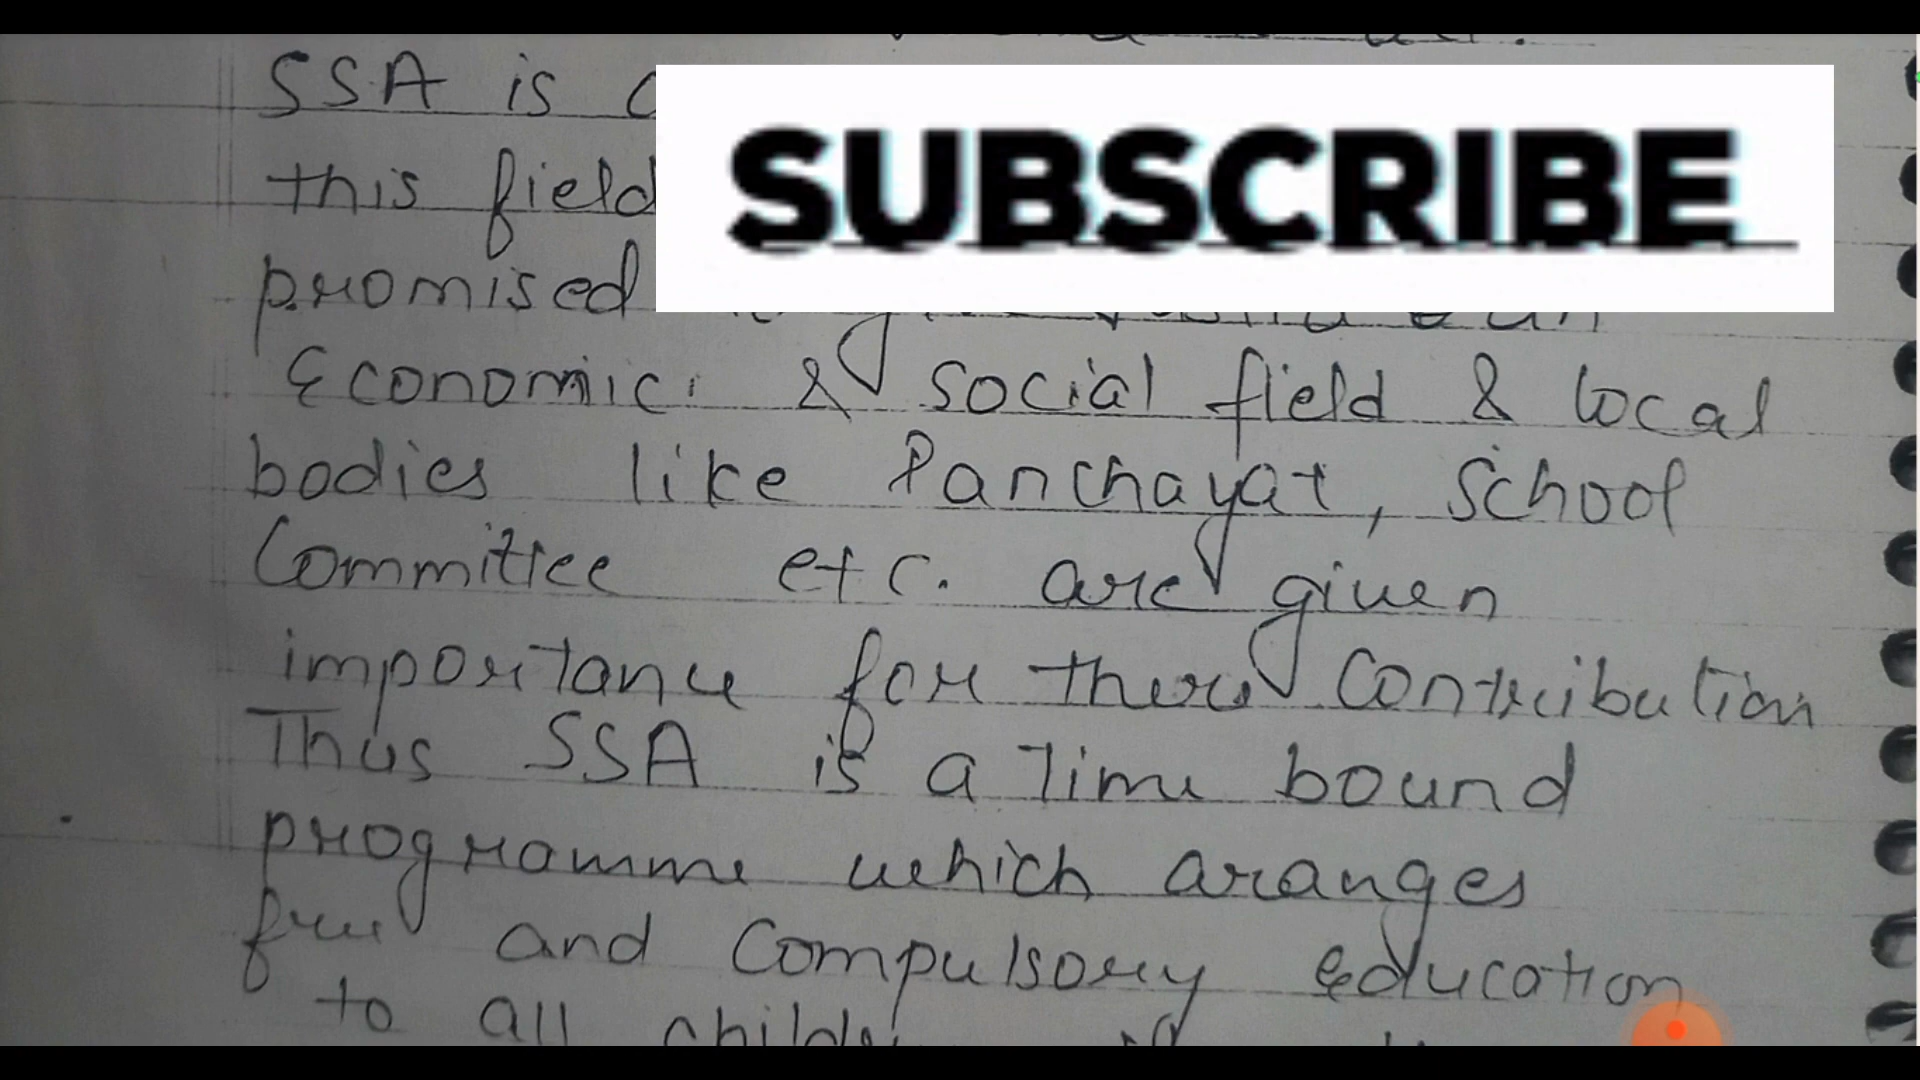 SSA is
SUBSCRIBE
this field
promised
Economic & social field & local
bodies like Panchayat, School
Committee etc. are given
importance for there Contribution
Thus SSA is a Time bound
programme which aranges
free and Compulsory education
to all